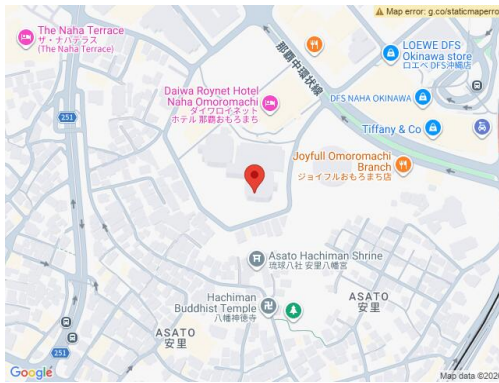 Map error: g.co/staticmaperro
The Naha Terrace
ザ・ナハテラス
(The Naha Terrace)
LOEWE DFS
Okinawa store
ロエベ DFS沖縄店
那覇中環状線
Daiwa Roynet Hotel
Naha Omoromachi
ダイワロイネット
ホテル 那覇おもろまち
DFS NAHA OKINAWA
251
Tiffany & Co
Joyfull Omoromachi
Branch
ジョイフルおもろまち店
Asato Hachiman Shrine
琉球八社 安里八幡宮
Hachiman
Buddhist Temple
八幡神徳寺
ASATO
安里
ASATO
安里
251
Google
Map data ©202